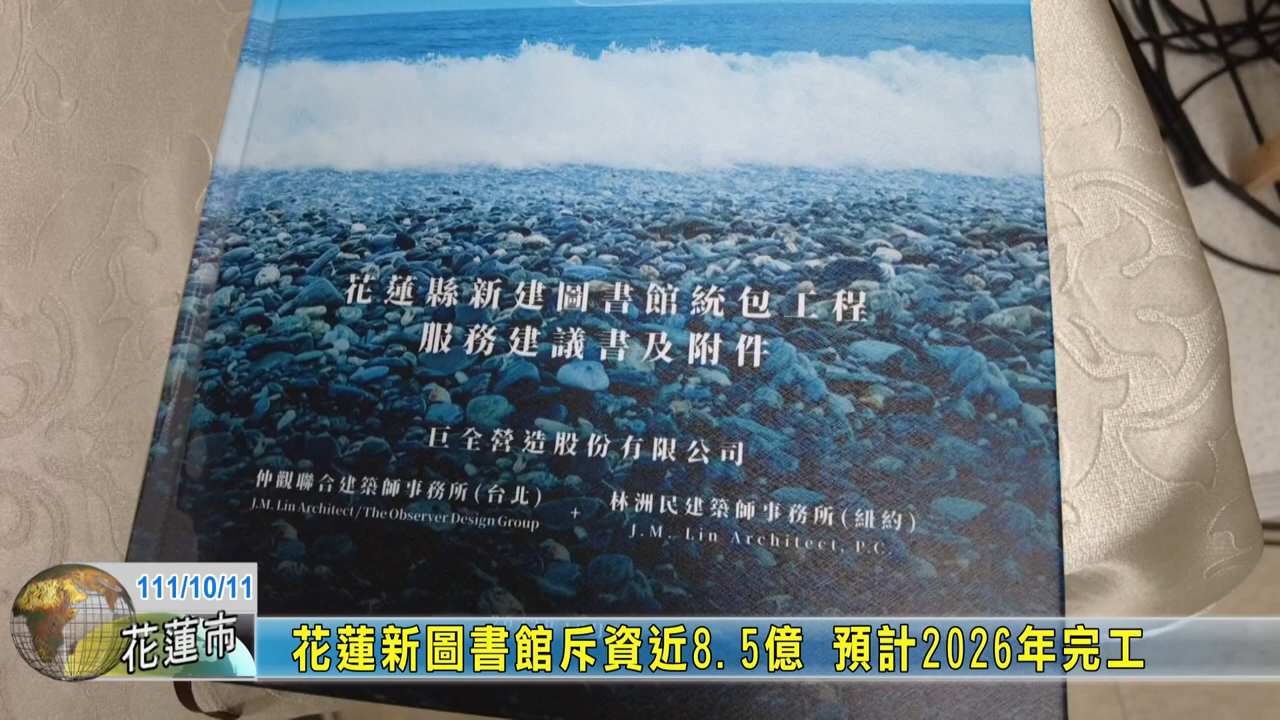 花蓮縣新建圖書館統包工程
服務建議書及附件
巨全營造股份有限公司
仲觀聯合建築師事務所(台北)
J.M. Lin Architect / The Observer Design Group
+
林洲民建築師事務所(紐約)
J.M. Lin Architect, P.C.
111/10/11
花蓮市
花蓮新圖書館斥資近8.5億 預計2026年完工